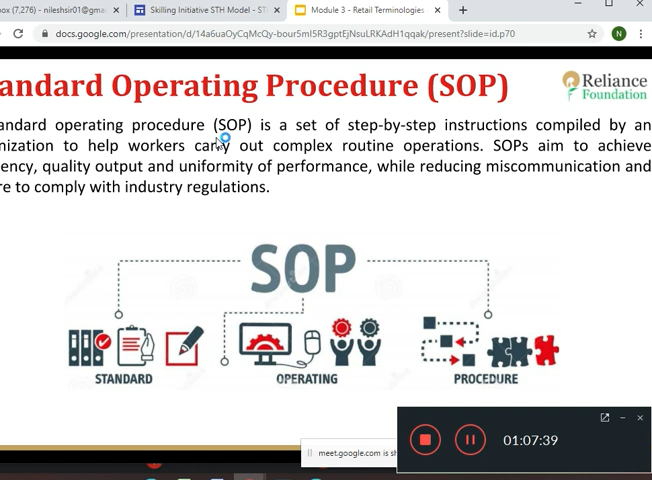 box (7,276) - nileshsir01@gma
Skilling Initiative STH Model - ST
Module 3 - Retail Terminologies
docs.google.com/presentation/d/14a6uaOyCqMcQy-bour5mI5R3gptEjNsuLRKAdH1qqak/present?slide=id.p70
N
andard Operating Procedure (SOP)
Reliance
Foundation
andard operating procedure (SOP) is a set of step-by-step instructions compiled by an
nization to help workers carry out complex routine operations. SOPs aim to achieve
iency, quality output and uniformity of performance, while reducing miscommunication and
re to comply with industry regulations.
SOP
STANDARD
OPERATING
PROCEDURE
01:07:39
meet.google.com is sh